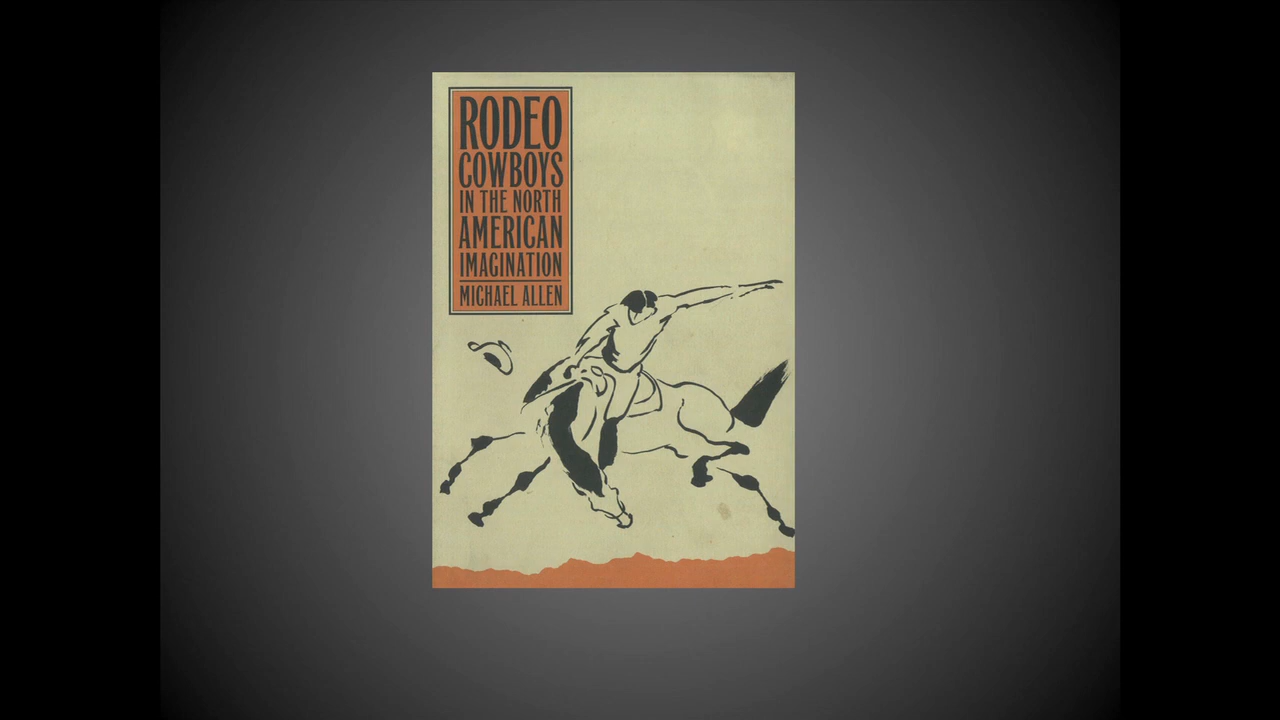 RODEO
COWBOYS
IN THE NORTH
AMERICAN
IMAGINATION
MICHAEL ALLEN